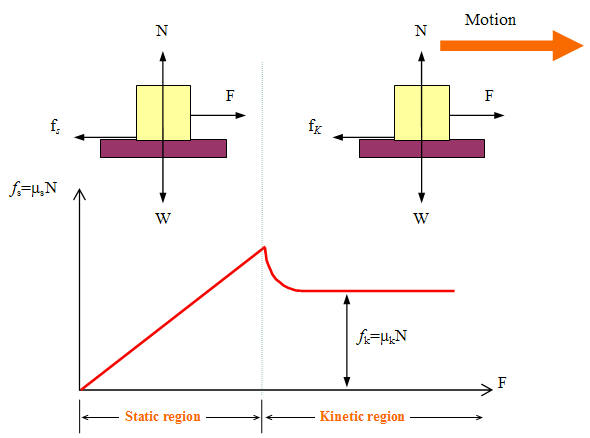 Motion
N
N
F
F
fs
fK
W
W
fs=μsN
fk=μkN
F
Static region
Kinetic region